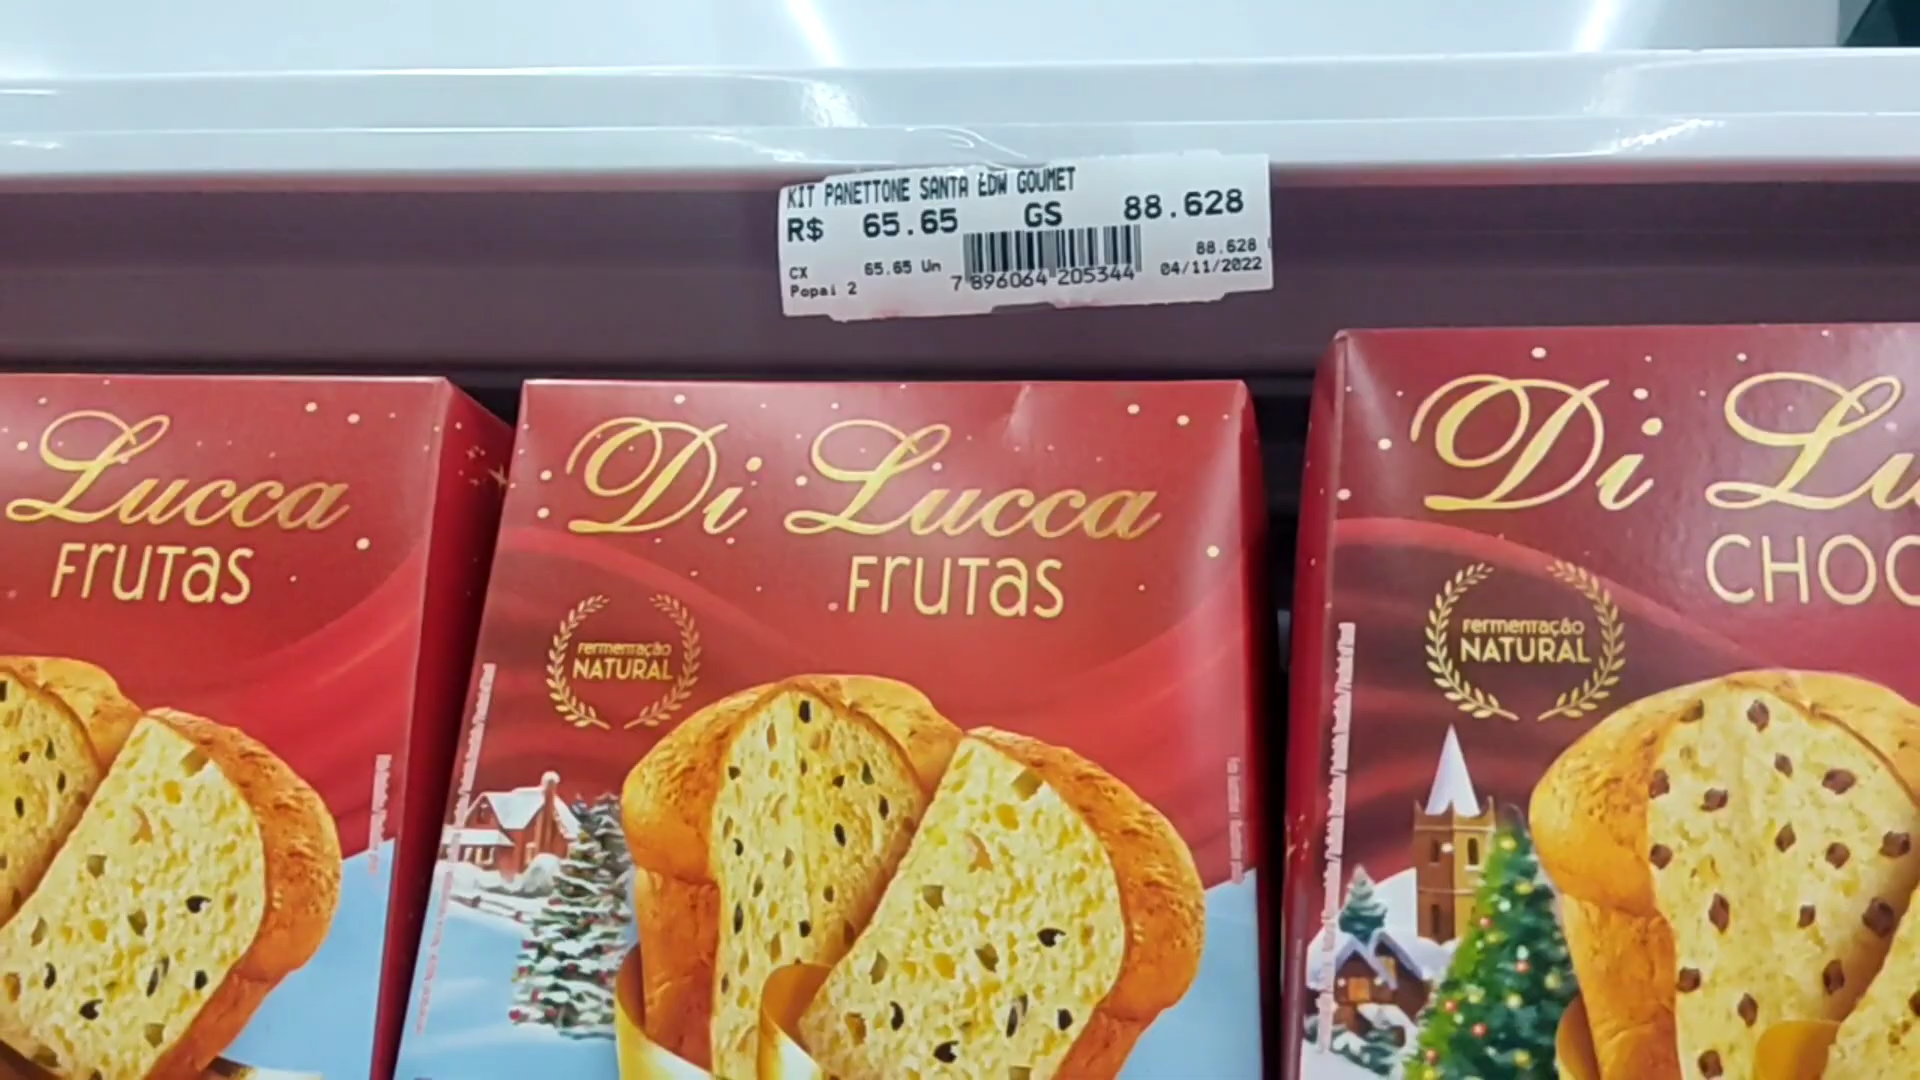 KIT PANETTONE SANTA EDW GOUMET
R$ 65.65 GS 88.628
CX 65.65 Un 88.628
Popai 2 7 896064 205344 04/11/2022
Lucca
Frutas
Di Lucca
Frutas
fermentação
NATURAL
Di Lu
CHOC
fermentação
NATURAL